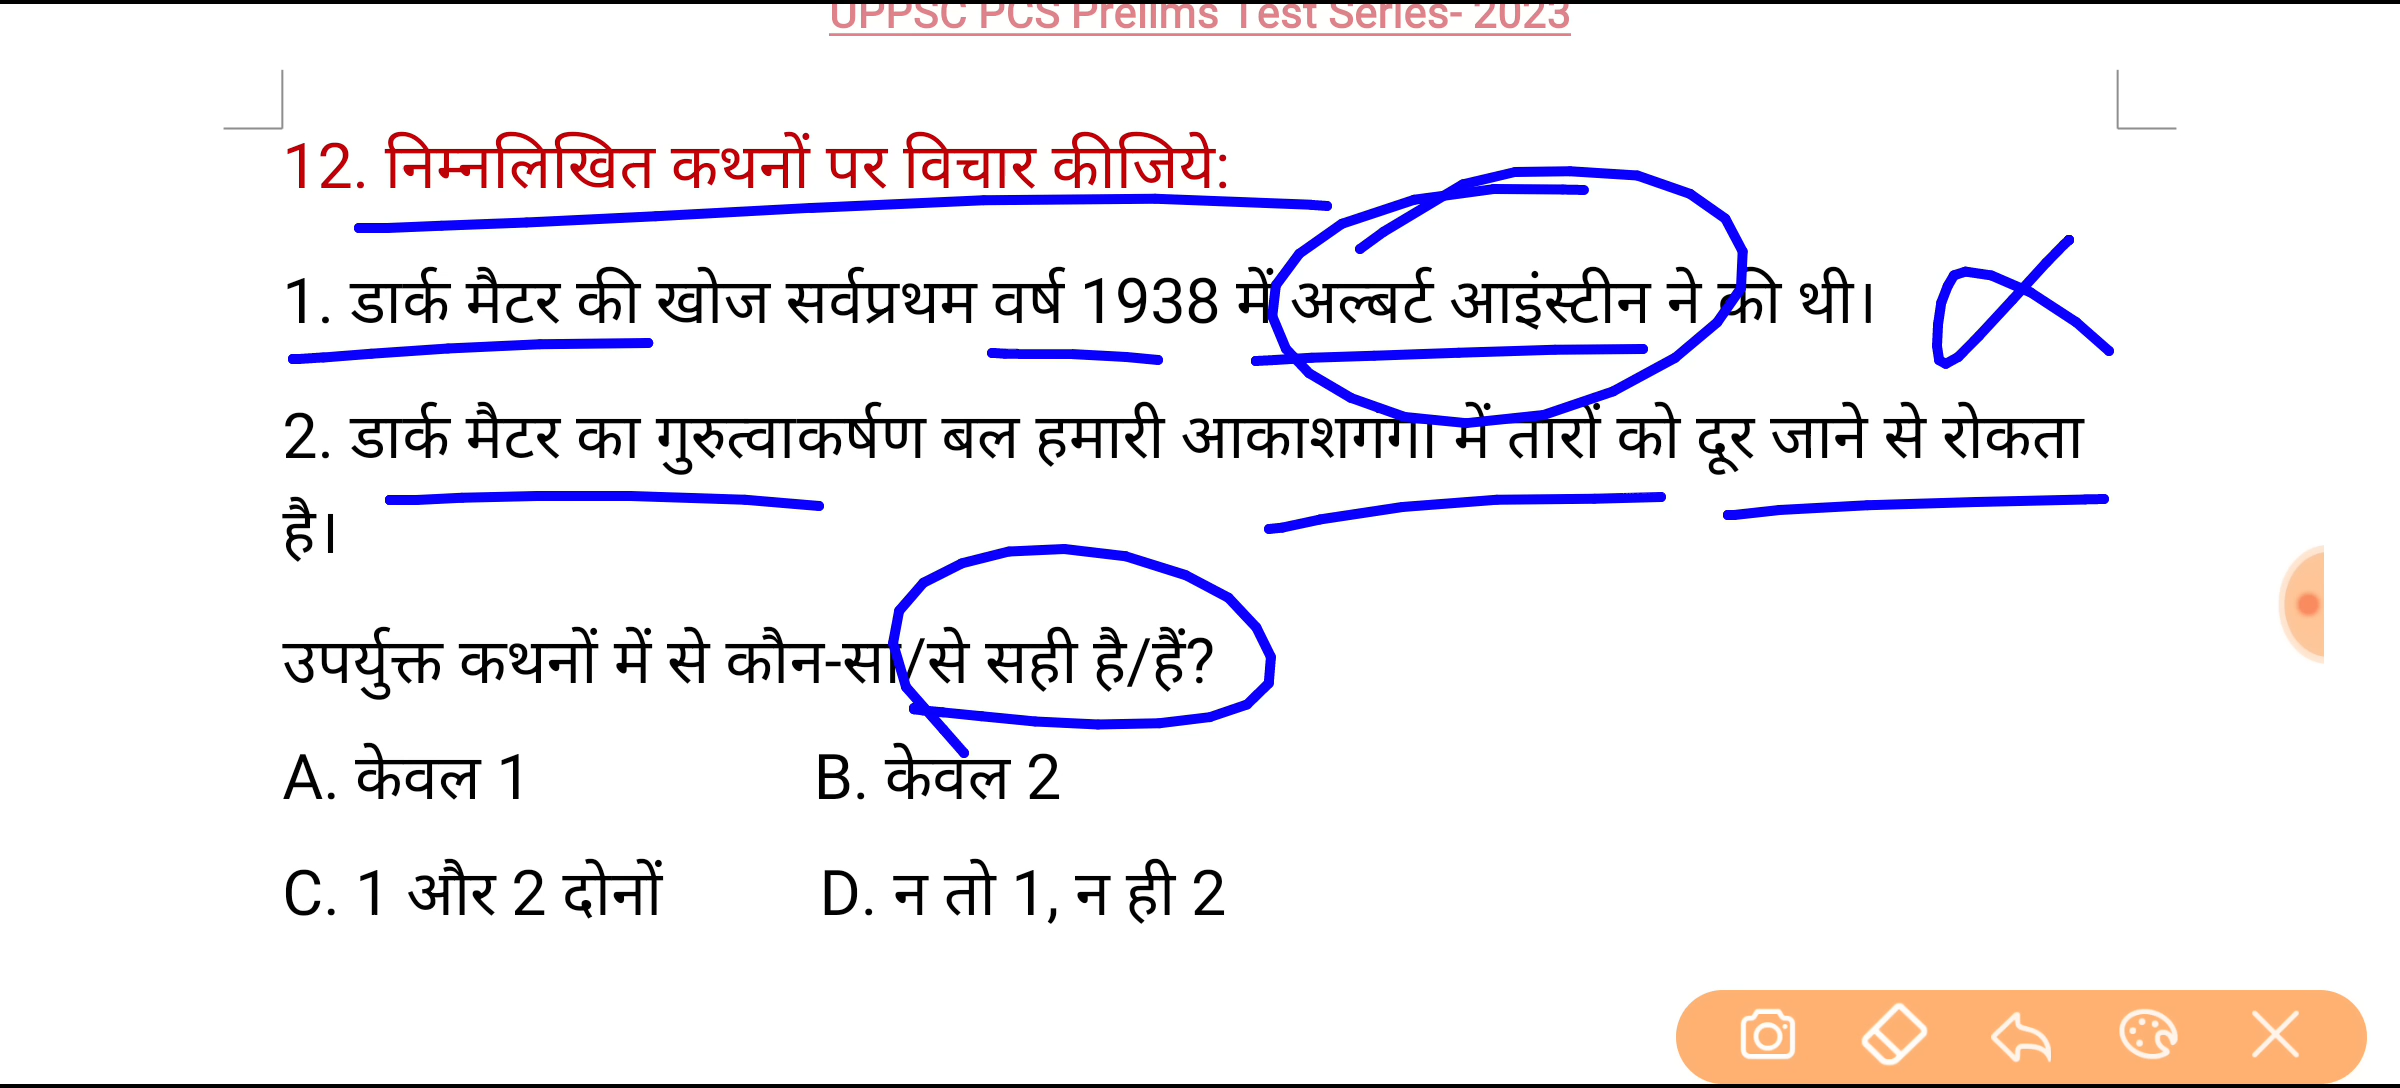 UPPSC PCS Prelims Test Series- 2023
12. निम्नलिखित कथनों पर विचार कीजिये:
1. डार्क मैटर की खोज सर्वप्रथम वर्ष 1938 में अल्बर्ट आइंस्टीन ने की थी।
2. डार्क मैटर का गुरुत्वाकर्षण बल हमारी आकाशगंगा में तारों को दूर जाने से रोकता
है।
उपर्युक्त कथनों में से कौन-सा/से सही है/हैं?
A. केवल 1 B. केवल 2
C. 1 और 2 दोनों D. न तो 1, न ही 2